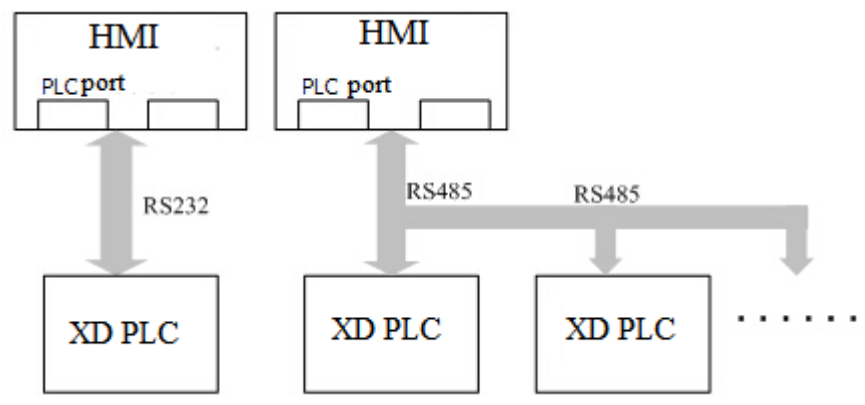 HMI
PLC port
RS232
XD PLC
HMI
PLC port
RS485
RS485
XD PLC
XD PLC
. . . . . .